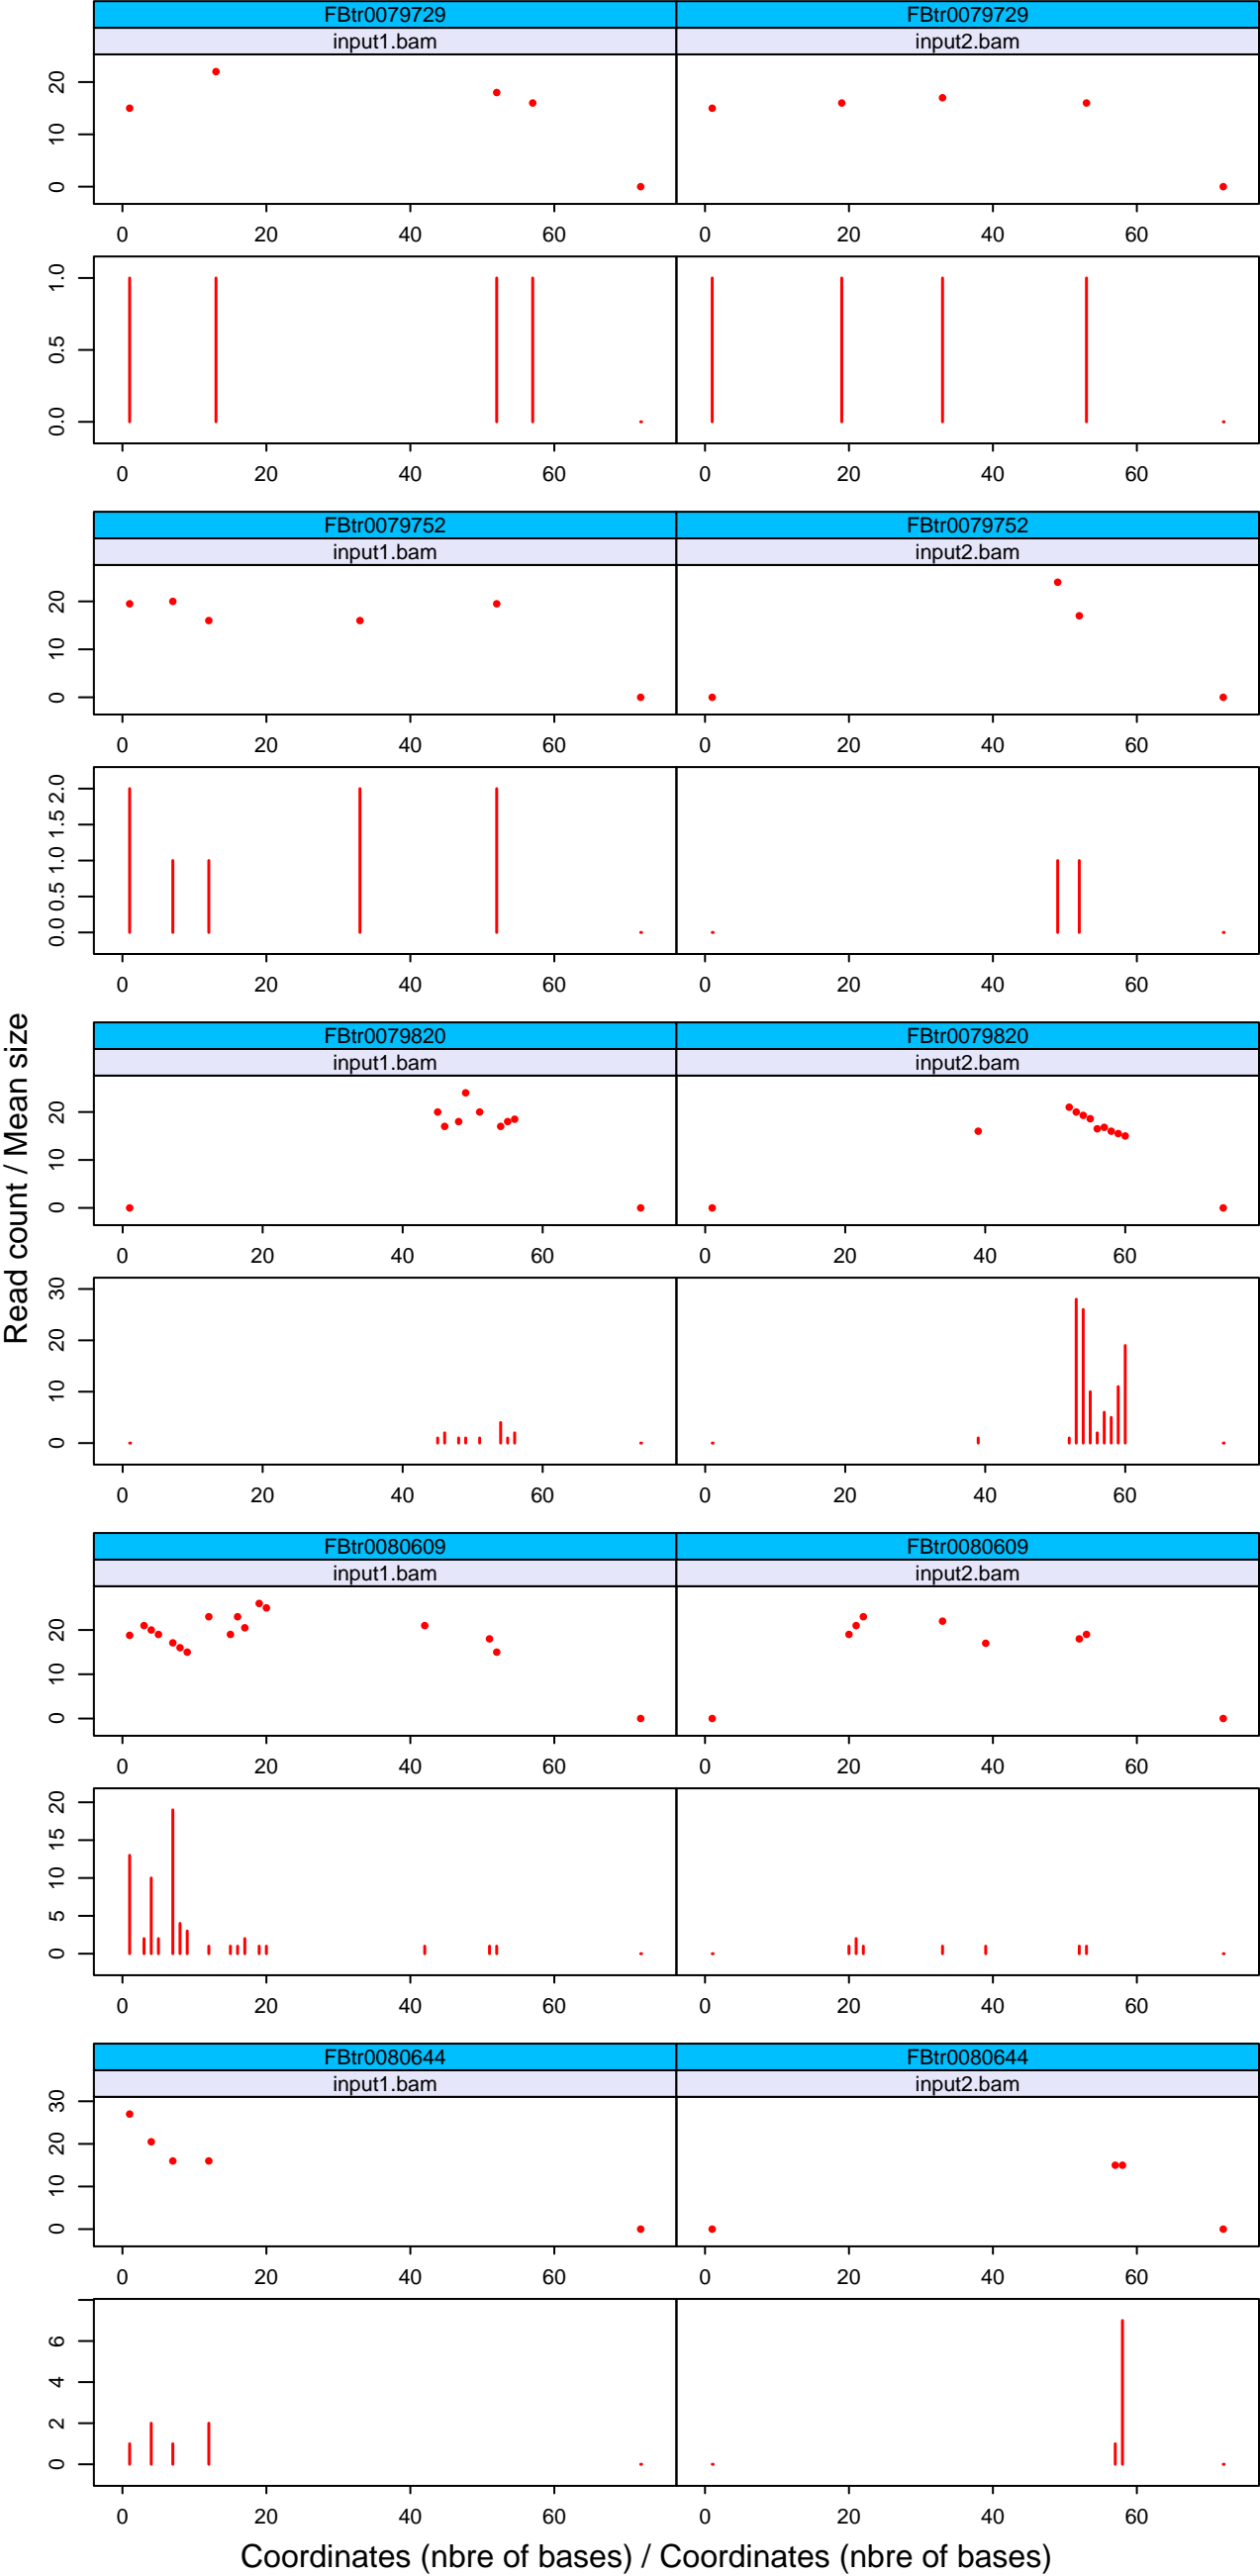 FBtr0079729 FBtr0079729
input1.bam input2.bam
20
10
0
0 20 40 60 0 20 40 60
1.0
0.5
0.0
0 20 40 60 0 20 40 60
FBtr0079752 FBtr0079752
input1.bam input2.bam
20
10
0
0 20 40 60 0 20 40 60
2.0
1.5
1.0
0.5
0.0
0 20 40 60 0 20 40 60
Read count / Mean size
FBtr0079820 FBtr0079820
input1.bam input2.bam
20
10
0
0 20 40 60 0 20 40 60
30
20
10
0
0 20 40 60 0 20 40 60
FBtr0080609 FBtr0080609
input1.bam input2.bam
20
10
0
0 20 40 60 0 20 40 60
20
15
10
5
0
0 20 40 60 0 20 40 60
FBtr0080644 FBtr0080644
input1.bam input2.bam
30
20
10
0
0 20 40 60 0 20 40 60
6
4
2
0
0 20 40 60 0 20 40 60
Coordinates (nbre of bases) / Coordinates (nbre of bases)